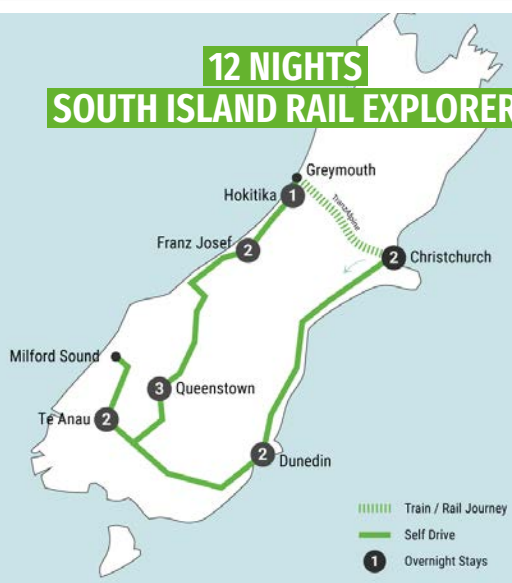 12 NIGHTS
SOUTH ISLAND RAIL EXPLORER
Greymouth
Hokitika
1
TranzAlpine
Franz Josef
2
2
Christchurch
Milford Sound
3
Queenstown
Te Anau
2
2
Dunedin
Train / Rail Journey
Self Drive
1
Overnight Stays